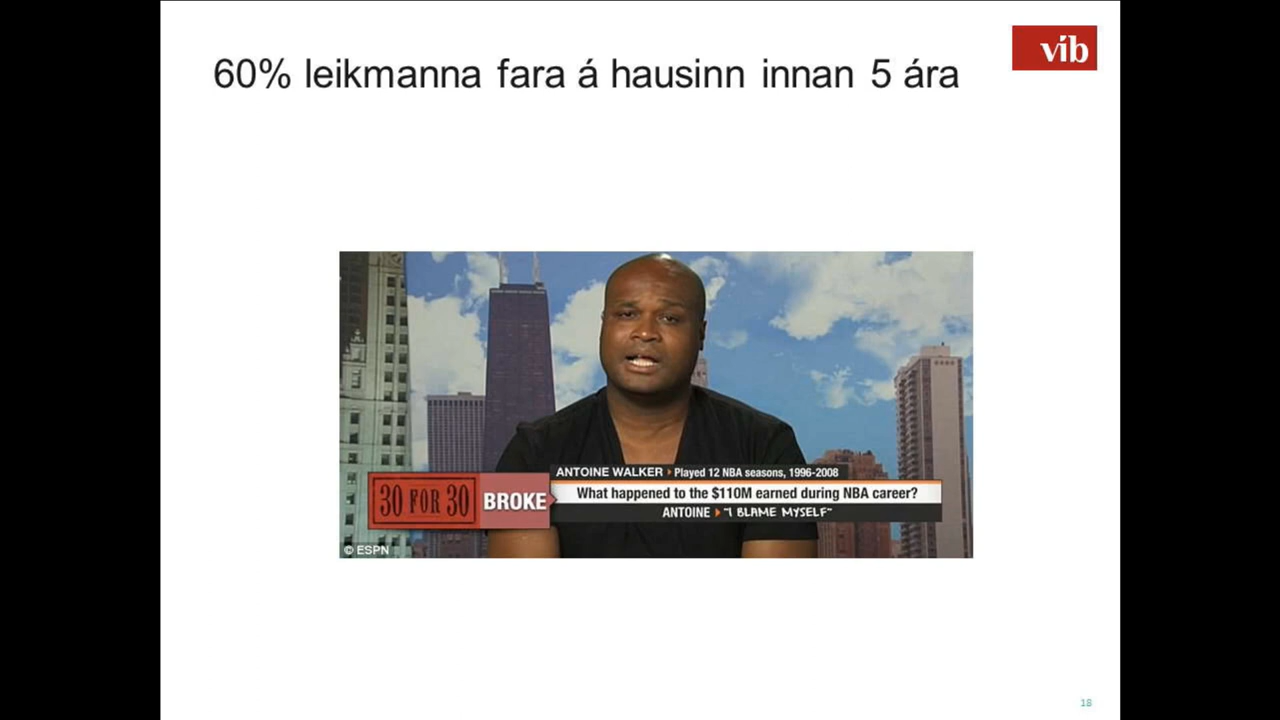 60% leikmanna fara á hausinn innan 5 ára
víb
ANTOINE WALKER Played 12 NBA seasons, 1996-2008
30 FOR 30 BROKE What happened to the $110M earned during NBA career?
ANTOINE "I BLAME MYSELF"
© ESPN
18